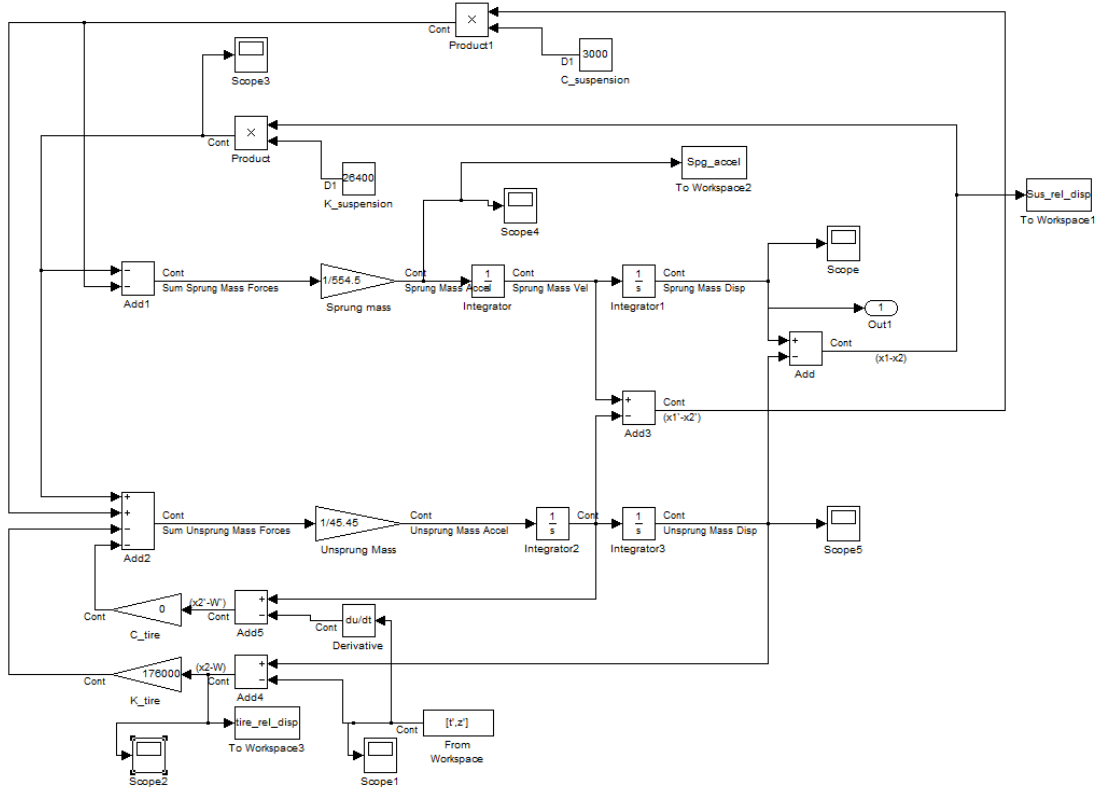 Cont
×
Product1
3000
D1
C_suspension
Scope3
Cont
×
Product
D1
26400
K_suspension
Spg_accel
To Workspace2
Scope4
Sus_rel_disp
To Workspace1
Scope
−
−
Add1
Cont
Sum Sprung Mass Forces
1/554.5
Sprung mass
Cont
Sprung Mass Accel
1
s
Integrator
Cont
Sprung Mass Vel
1
s
Integrator1
Cont
Sprung Mass Disp
1
Out1
+
−
Add
Cont
(x1-x2)
+
−
Add3
Cont
(x1'-x2')
+
+
−
−
Add2
Cont
Sum Unsprung Mass Forces
1/45.45
Unsprung Mass
Cont
Unsprung Mass Accel
1
s
Integrator2
Cont
1
s
Integrator3
Cont
Unsprung Mass Disp
Scope5
Cont
0
C_tire
(x2'-W')
Cont
+
−
Add5
Cont
du/dt
Derivative
Cont
176000
K_tire
(x2-W)
Cont
+
−
Add4
tire_rel_disp
To Workspace3
Scope2
Scope1
Cont
[t',z']
From
Workspace